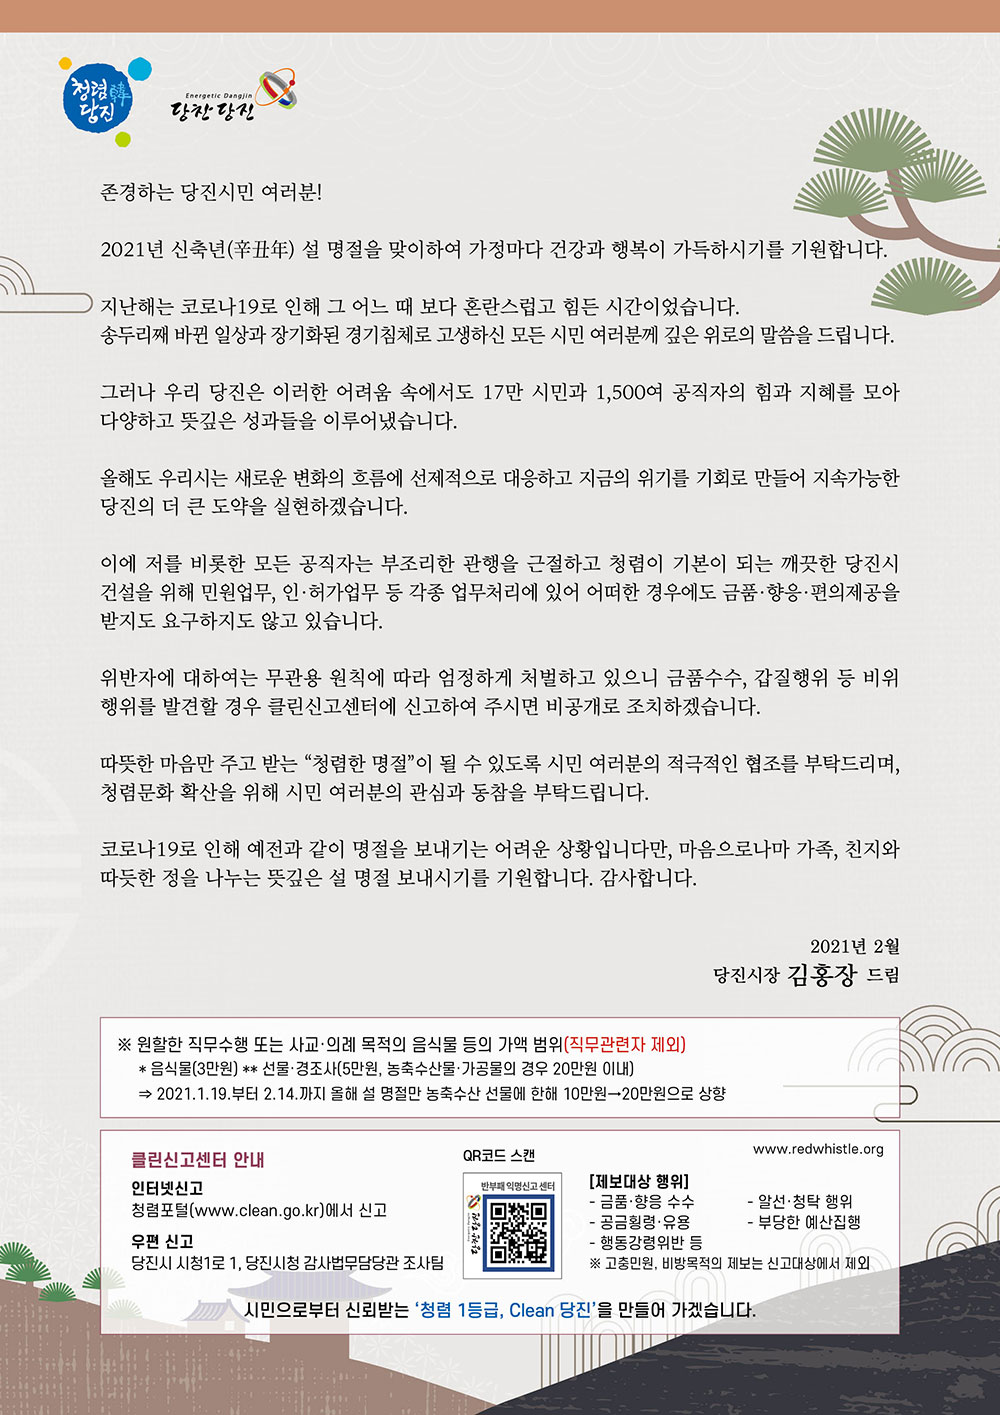 청렴韓
당진
Energetic Dangjin
당찬 당진
존경하는 당진시민 여러분!
2021년 신축년(辛丑年) 설 명절을 맞이하여 가정마다 건강과 행복이 가득하시기를 기원합니다.
지난해는 코로나19로 인해 그 어느 때 보다 혼란스럽고 힘든 시간이었습니다.
송두리째 바뀐 일상과 장기화된 경기침체로 고생하신 모든 시민 여러분께 깊은 위로의 말씀을 드립니다.
그러나 우리 당진은 이러한 어려움 속에서도 17만 시민과 1,500여 공직자의 힘과 지혜를 모아
다양하고 뜻깊은 성과들을 이루어냈습니다.
올해도 우리시는 새로운 변화의 흐름에 선제적으로 대응하고 지금의 위기를 기회로 만들어 지속가능한
당진의 더 큰 도약을 실현하겠습니다.
이에 저를 비롯한 모든 공직자는 부조리한 관행을 근절하고 청렴이 기본이 되는 깨끗한 당진시
건설을 위해 민원업무, 인·허가업무 등 각종 업무처리에 있어 어떠한 경우에도 금품·향응·편의제공을
받지도 요구하지도 않고 있습니다.
위반자에 대하여는 무관용 원칙에 따라 엄정하게 처벌하고 있으니 금품수수, 갑질행위 등 비위
행위를 발견할 경우 클린신고센터에 신고하여 주시면 비공개로 조치하겠습니다.
따뜻한 마음만 주고 받는 “청렴한 명절”이 될 수 있도록 시민 여러분의 적극적인 협조를 부탁드리며,
청렴문화 확산을 위해 시민 여러분의 관심과 동참을 부탁드립니다.
코로나19로 인해 예전과 같이 명절을 보내기는 어려운 상황입니다만, 마음으로나마 가족, 친지와
따듯한 정을 나누는 뜻깊은 설 명절 보내시기를 기원합니다. 감사합니다.
2021년 2월
당진시장 김홍장 드림
※ 원할한 직무수행 또는 사교·의례 목적의 음식물 등의 가액 범위(직무관련자 제외)
* 음식물(3만원) ** 선물·경조사(5만원, 농축수산물·가공물의 경우 20만원 이내)
⇒ 2021.1.19.부터 2.14.까지 올해 설 명절만 농축수산 선물에 한해 10만원→20만원으로 상향
클린신고센터 안내
인터넷신고
청렴포털(www.clean.go.kr)에서 신고
우편 신고
당진시 시청1로 1, 당진시청 감사법무담당관 조사팀
QR코드 스캔
반부패 익명신고 센터
당찬 당진
www.redwhistle.org
[제보대상 행위]
- 금품·향응 수수 - 알선·청탁 행위
- 공금횡령·유용 - 부당한 예산집행
- 행동강령위반 등
※ 고충민원, 비방목적의 제보는 신고대상에서 제외
시민으로부터 신뢰받는 ‘청렴 1등급, Clean 당진’을 만들어 가겠습니다.